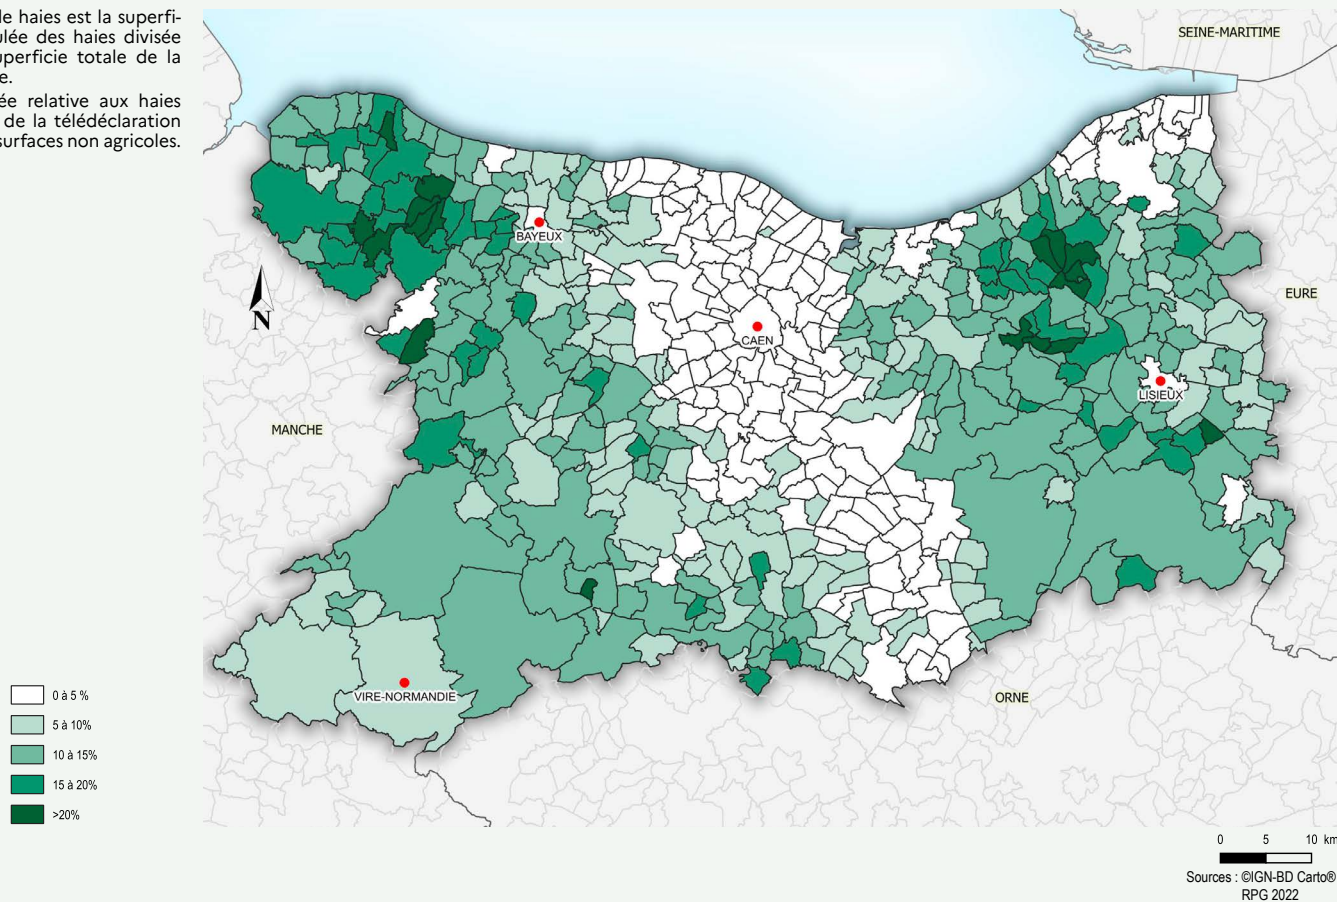 de haies est la superfi-
ulée des haies divisée
uperficie totale de la
e.
ée relative aux haies
de la télédéclaration
surfaces non agricoles.
SEINE-MARITIME
BAYEUX
EURE
N
CAEN
LISIEUX
MANCHE
VIRE-NORMANDIE
ORNE
0 à 5 %
5 à 10%
10 à 15%
15 à 20%
>20%
0 5 10 km
Sources : ©IGN-BD Carto®
RPG 2022